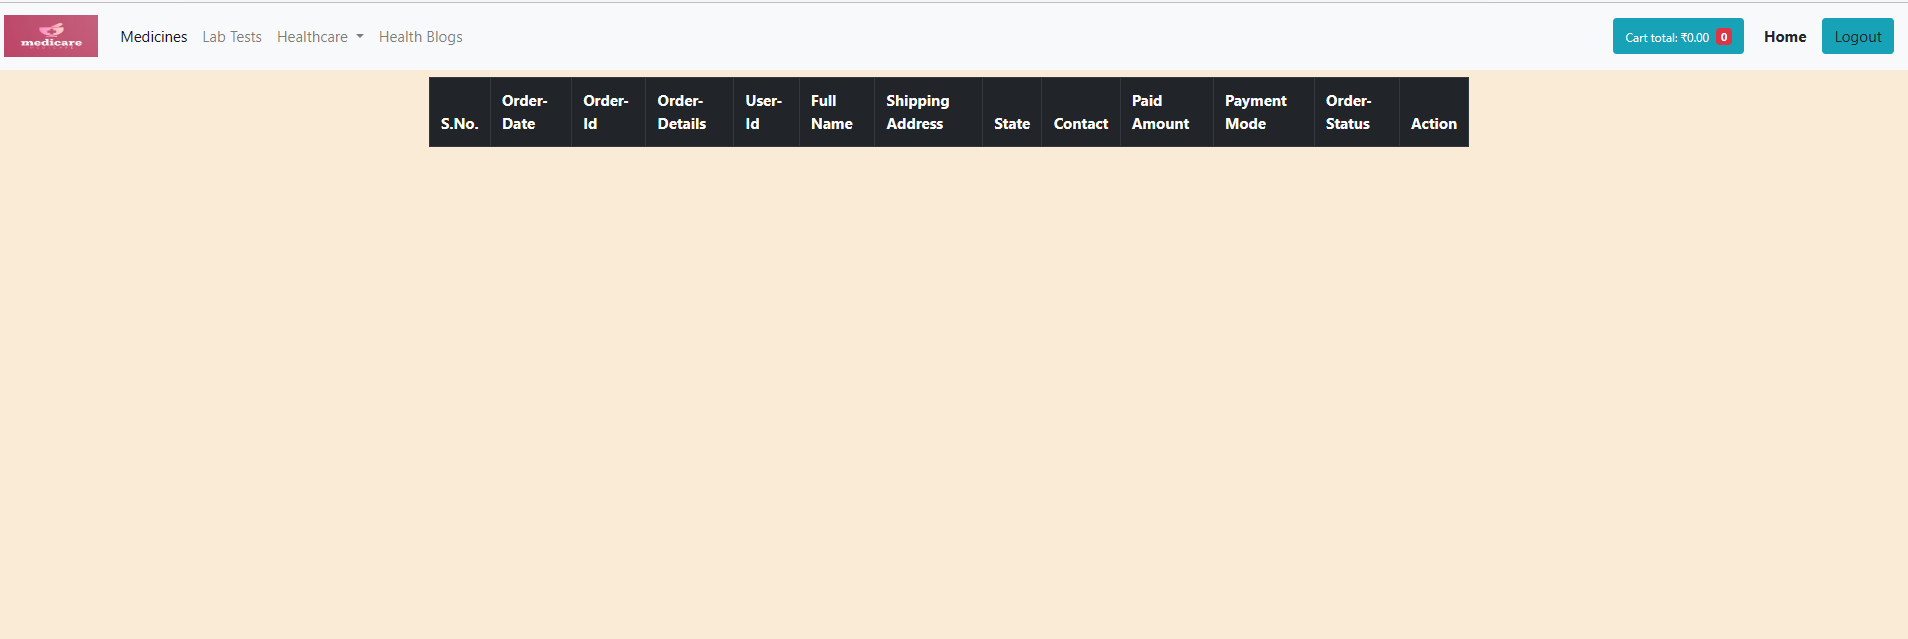 medicare
Medicines Lab Tests Healthcare Health Blogs Cart total: ₹0.00 0 Home Logout
S.No. Order-Date Order-Id Order-Details User-Id Full Name Shipping Address State Contact Paid Amount Payment Mode Order-Status Action